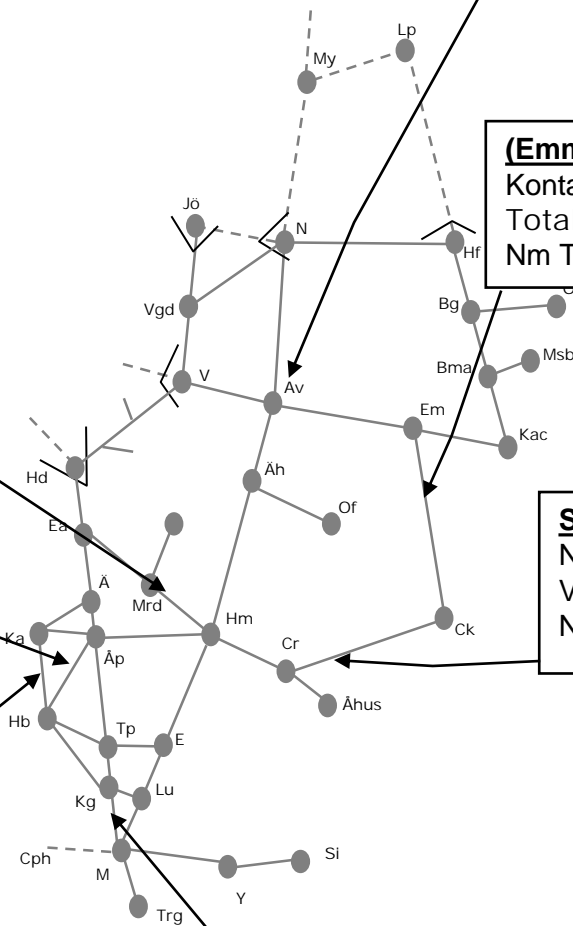 Lp
My
(Emm
Konta
Tota
Nm T
Jö
N
Hf
Vgd
Bg
Msb
Bma
V
Av
Em
Kac
Äh
Hd
Of
S
N
V
N
Ea
Ä
Mrd
Hm
Ka
Cr
Ck
Åp
Åhus
Hb
Tp
E
Kg
Lu
Cph
M
Si
Y
Trg